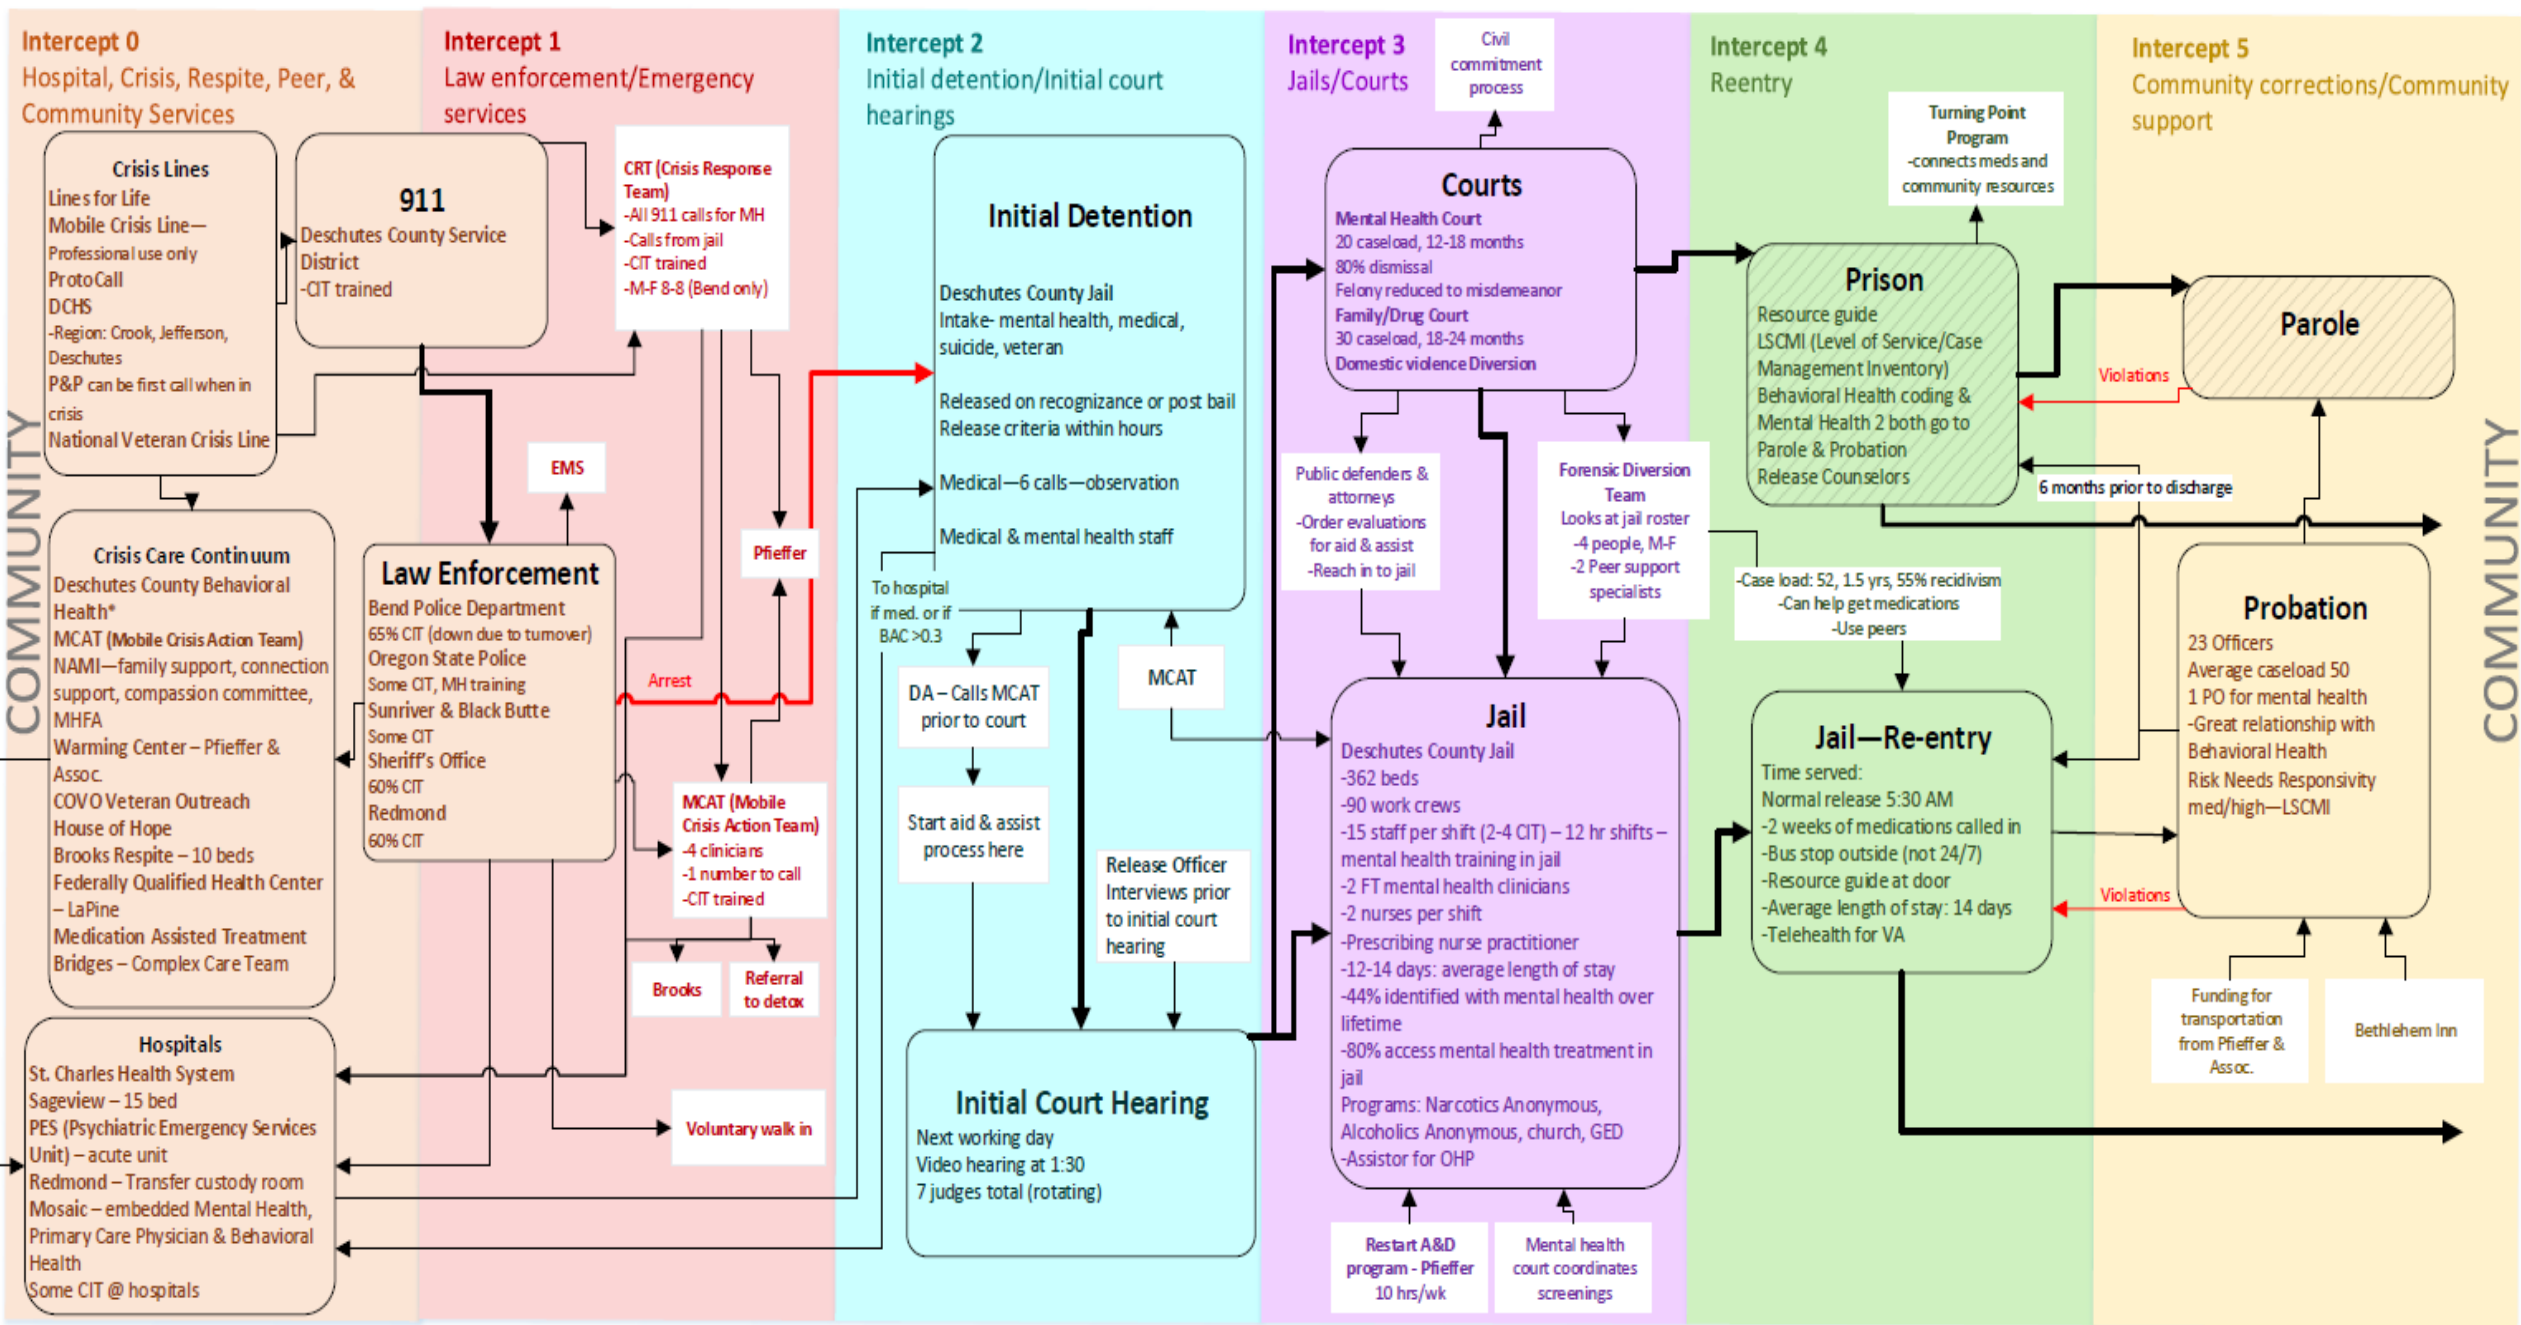 Intercept 0
Hospital, Crisis, Respite, Peer, &
Community Services
Crisis Lines
Lines for Life
Mobile Crisis Line—
Professional use only
ProtoCall
DCHS
-Region: Crook, Jefferson,
Deschutes
P&P can be first call when in
crisis
National Veteran Crisis Line
911
Deschutes County Service
District
-CIT trained
COMMUNITY
Crisis Care Continuum
Deschutes County Behavioral
Health*
MCAT (Mobile Crisis Action Team)
NAMI—family support, connection
support, compassion committee,
MHFA
Warming Center – Pfieffer &
Assoc.
COVO Veteran Outreach
House of Hope
Brooks Respite – 10 beds
Federally Qualified Health Center
– LaPine
Medication Assisted Treatment
Bridges – Complex Care Team
Hospitals
St. Charles Health System
Sageview – 15 bed
PES (Psychiatric Emergency Services
Unit) – acute unit
Redmond – Transfer custody room
Mosaic – embedded Mental Health,
Primary Care Physician & Behavioral
Health
Some CIT @ hospitals
Intercept 1
Law enforcement/Emergency
services
CRT (Crisis Response
Team)
-All 911 calls for MH
-Calls from jail
-CIT trained
-M-F 8-8 (Bend only)
EMS
Pfieffer
Law Enforcement
Bend Police Department
65% CIT (down due to turnover)
Oregon State Police
Some CIT, MH training
Sunriver & Black Butte
Some CIT
Sheriff's Office
60% CIT
Redmond
60% CIT
Arrest
MCAT (Mobile
Crisis Action Team)
-4 clinicians
-1 number to call
-CIT trained
Brooks
Referral
to detox
Voluntary walk in
Intercept 2
Initial detention/Initial court
hearings
Initial Detention
Deschutes County Jail
Intake- mental health, medical,
suicide, veteran
Released on recognizance or post bail
Release criteria within hours
Medical—6 calls—observation
Medical & mental health staff
To hospital
if med. or if
BAC >0.3
DA – Calls MCAT
prior to court
MCAT
Start aid & assist
process here
Release Officer
Interviews prior
to initial court
hearing
Initial Court Hearing
Next working day
Video hearing at 1:30
7 judges total (rotating)
Intercept 3
Jails/Courts
Civil
commitment
process
Courts
Mental Health Court
20 caseload, 12-18 months
80% dismissal
Felony reduced to misdemeanor
Family/Drug Court
30 caseload, 18-24 months
Domestic violence Diversion
Public defenders &
attorneys
-Order evaluations
for aid & assist
-Reach in to jail
Forensic Diversion
Team
Looks at jail roster
-4 people, M-F
-2 Peer support
specialists
Jail
Deschutes County Jail
-362 beds
-90 work crews
-15 staff per shift (2-4 CIT) – 12 hr shifts –
mental health training in jail
-2 FT mental health clinicians
-2 nurses per shift
-Prescribing nurse practitioner
-12-14 days: average length of stay
-44% identified with mental health over
lifetime
-80% access mental health treatment in
jail
Programs: Narcotics Anonymous,
Alcoholics Anonymous, church, GED
-Assistor for OHP
Restart A&D
program - Pfieffer
10 hrs/wk
Mental health
court coordinates
screenings
Intercept 4
Reentry
Turning Point
Program
-connects meds and
community resources
Prison
Resource guide
LSCMI (Level of Service/Case
Management Inventory)
Behavioral Health coding &
Mental Health 2 both go to
Parole & Probation
Release Counselors
-Case load: 52, 1.5 yrs, 55% recidivism
-Can help get medications
-Use peers
Jail—Re-entry
Time served:
Normal release 5:30 AM
-2 weeks of medications called in
-Bus stop outside (not 24/7)
-Resource guide at door
-Average length of stay: 14 days
-Telehealth for VA
Intercept 5
Community corrections/Community
support
Parole
Violations
6 months prior to discharge
Probation
23 Officers
Average caseload 50
1 PO for mental health
-Great relationship with
Behavioral Health
Risk Needs Responsivity
med/high—LSCMI
Violations
Funding for
transportation
from Pfieffer &
Assoc.
Bethlehem Inn
COMMUNITY